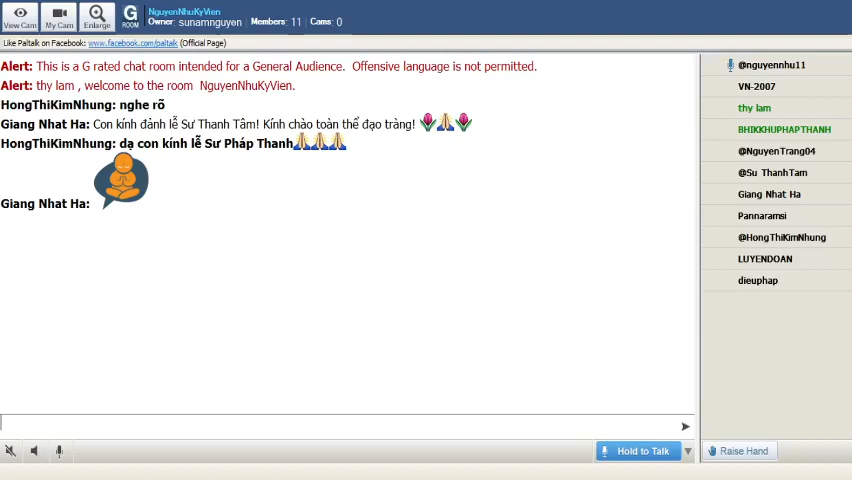 View Cam
My Cam
Enlarge
G
ROOM
NguyenNhuKyVien
Owner: sunamnguyen Members: 11 Cams: 0
Like Paltalk on Facebook: www.facebook.com/paltalk (Official Page)
Alert: This is a G rated chat room intended for a General Audience. Offensive language is not permitted.
Alert: thy lam , welcome to the room NguyenNhuKyVien.
HongThiKimNhung: nghe rõ
Giang Nhat Ha: Con kính đảnh lễ Sư Thanh Tâm! Kính chào toàn thể đạo tràng!
HongThiKimNhung: dạ con kính lễ Sư Pháp Thanh
Giang Nhat Ha:
@nguyennhu11
VN-2007
thy lam
BHIKKHUPHAPTHANH
@NguyenTrang04
@Su ThanhTam
Giang Nhat Ha
Pannaramsi
@HongThiKimNhung
LUYENDOAN
dieuphap
Hold to Talk
Raise Hand